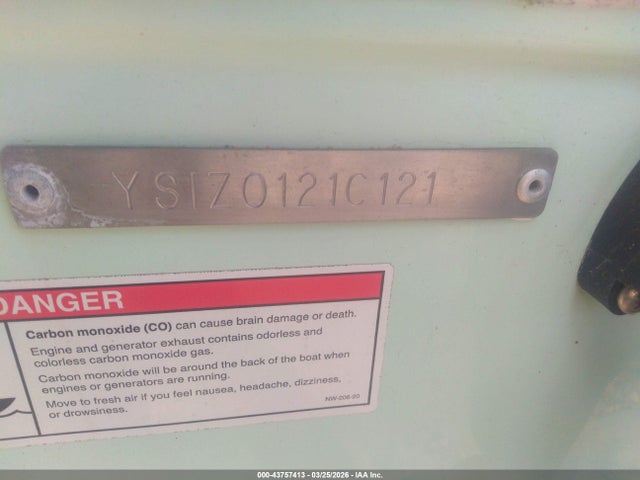 YSIZ0121C121
DANGER
Carbon monoxide (CO) can cause brain damage or death.
Engine and generator exhaust contains odorless and
colorless carbon monoxide gas.
Carbon monoxide will be around the back of the boat when
engines or generators are running.
Move to fresh air if you feel nausea, headache, dizziness,
or drowsiness.
NW-206-20
000-43757413 - 03/25/2026 - IAA Inc.